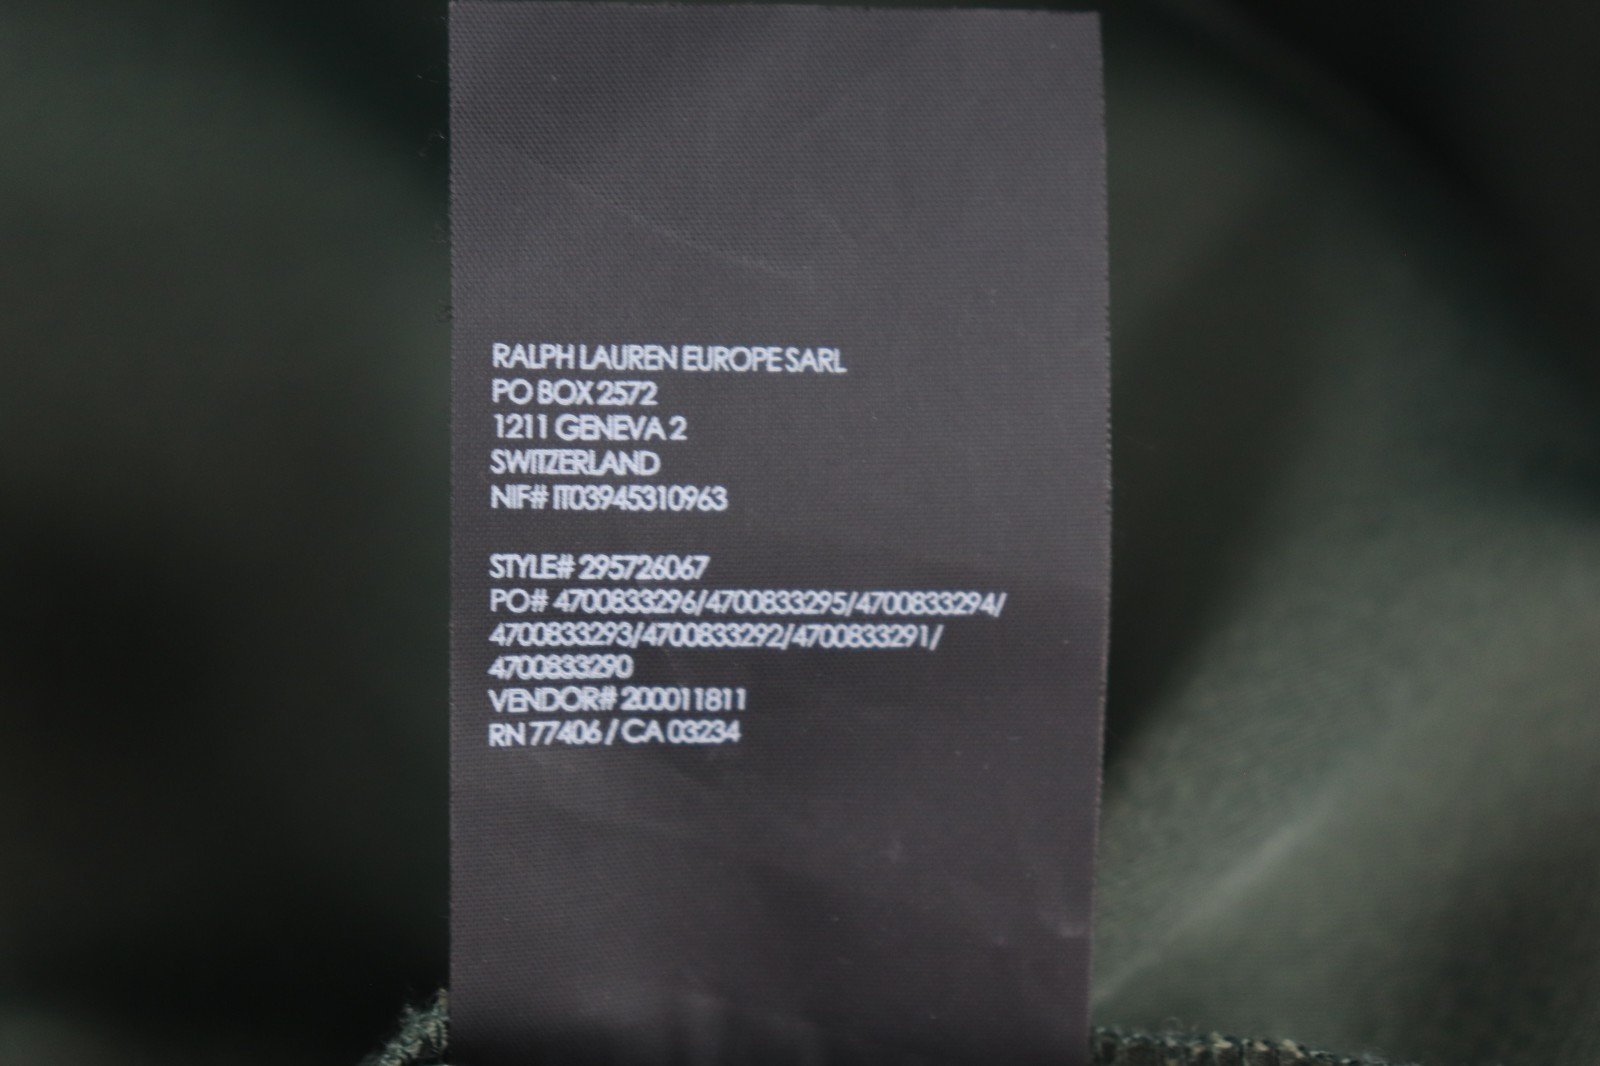 RALPH LAUREN EUROPE SARL
PO BOX 2572
1211 GENEVA 2
SWITZERLAND
NIF# IT03945310963
STYLE# 295726067
PO# 4700833296/4700833295/4700833294/
4700833293/4700833292/4700833291/
4700833290
VENDOR# 200011811
RN 77406 / CA 03234